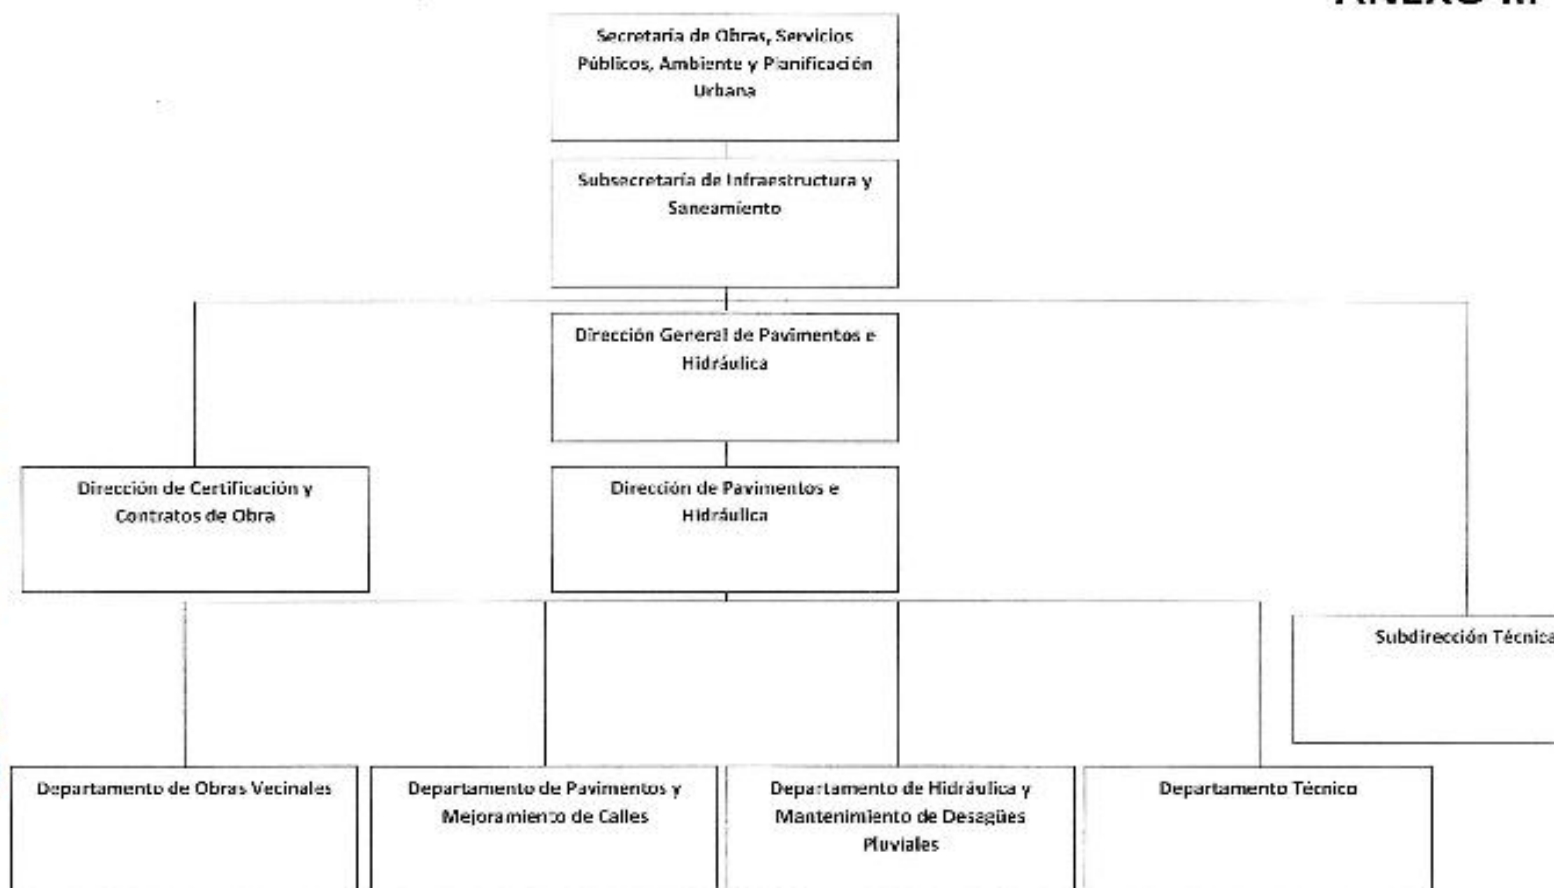 Secretaría de Obras, Servicios
Públicos, Ambiente y Planificación
Urbana
Subsecretaría de Infraestructura y
Saneamiento
Dirección General de Pavimentos e
Hidráulica
Dirección de Certificación y
Contratos de Obra
Dirección de Pavimentos e
Hidráulica
Subdirección Técnica
Departamento de Obras Vecinales
Departamento de Pavimentos y
Mejoramiento de Calles
Departamento de Hidráulica y
Mantenimiento de Desagües
Pluviales
Departamento Técnico